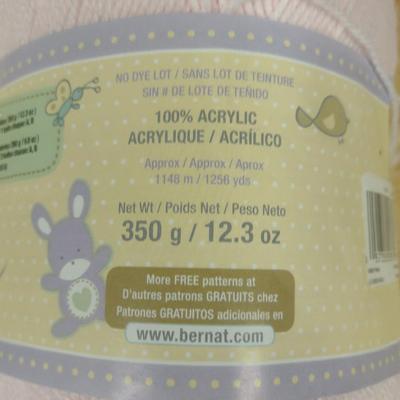 NO DYE LOT / SANS LOT DE TEINTURE
SIN # DE LOTE DE TEÑIDO
100% ACRYLIC
ACRYLIQUE / ACRÍLICO
Approx / Approx / Aprox
1148 m / 1256 yds
Net Wt / Poids Net / Peso Neto
350 g / 12.3 oz
More FREE patterns at
D'autres patrons GRATUITS chez
Patrones GRATUITOS adicionales en
www.bernat.com